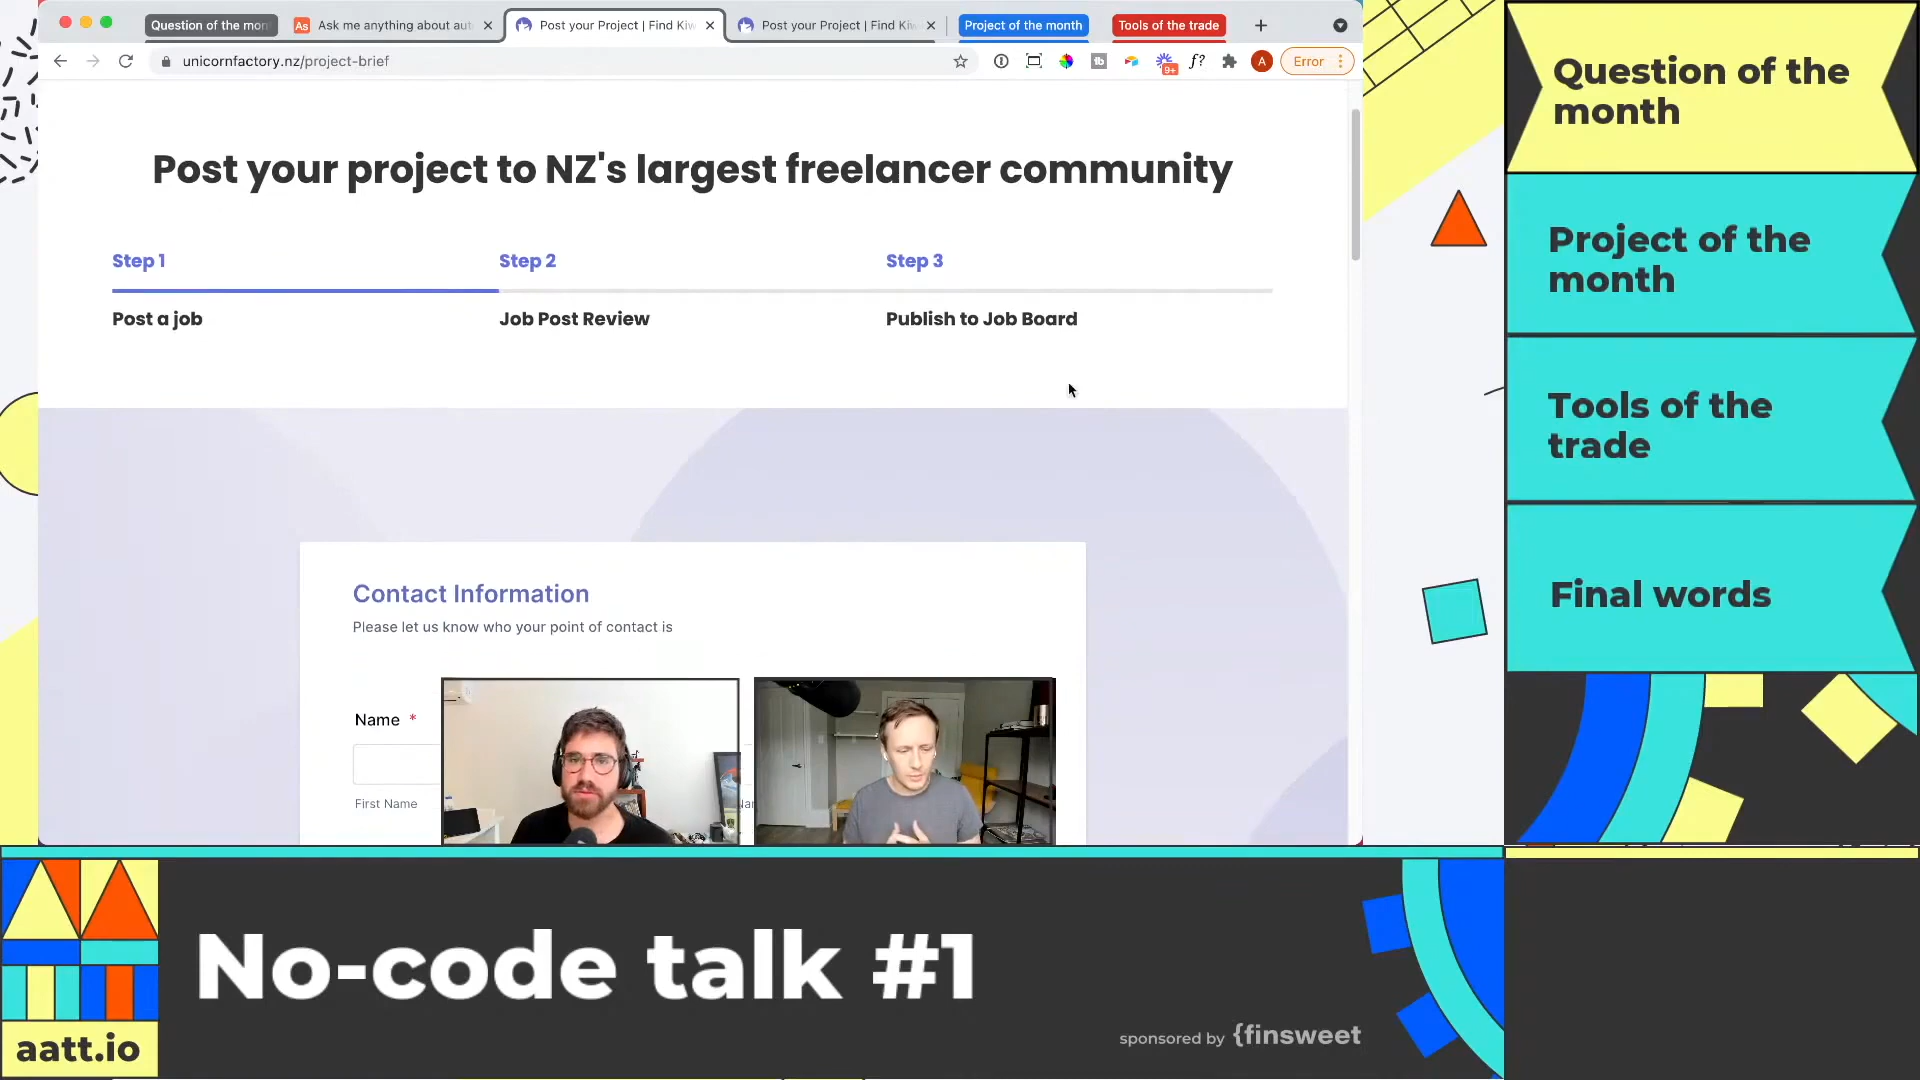 Question of the mon
Ask me anything about aut
Post your Project | Find Kiw
Post your Project | Find Kiw
Project of the month
Tools of the trade
unicornfactory.nz/project-brief
9+
f?
A
Error
Post your project to NZ's largest freelancer community
Step 1
Step 2
Step 3
Post a job
Job Post Review
Publish to Job Board
Contact Information
Please let us know who your point of contact is
Name *
First Name
Question of the
month
Project of the
month
Tools of the
trade
Final words
No-code talk #1
sponsored by {finsweet
aatt.io